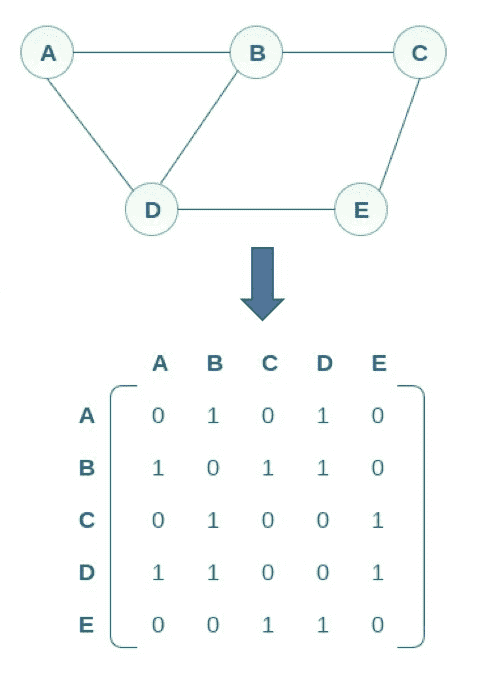 A B C
D E
A B C D E
A 0 1 0 1 0
B 1 0 1 1 0
C 0 1 0 0 1
D 1 1 0 0 1
E 0 0 1 1 0